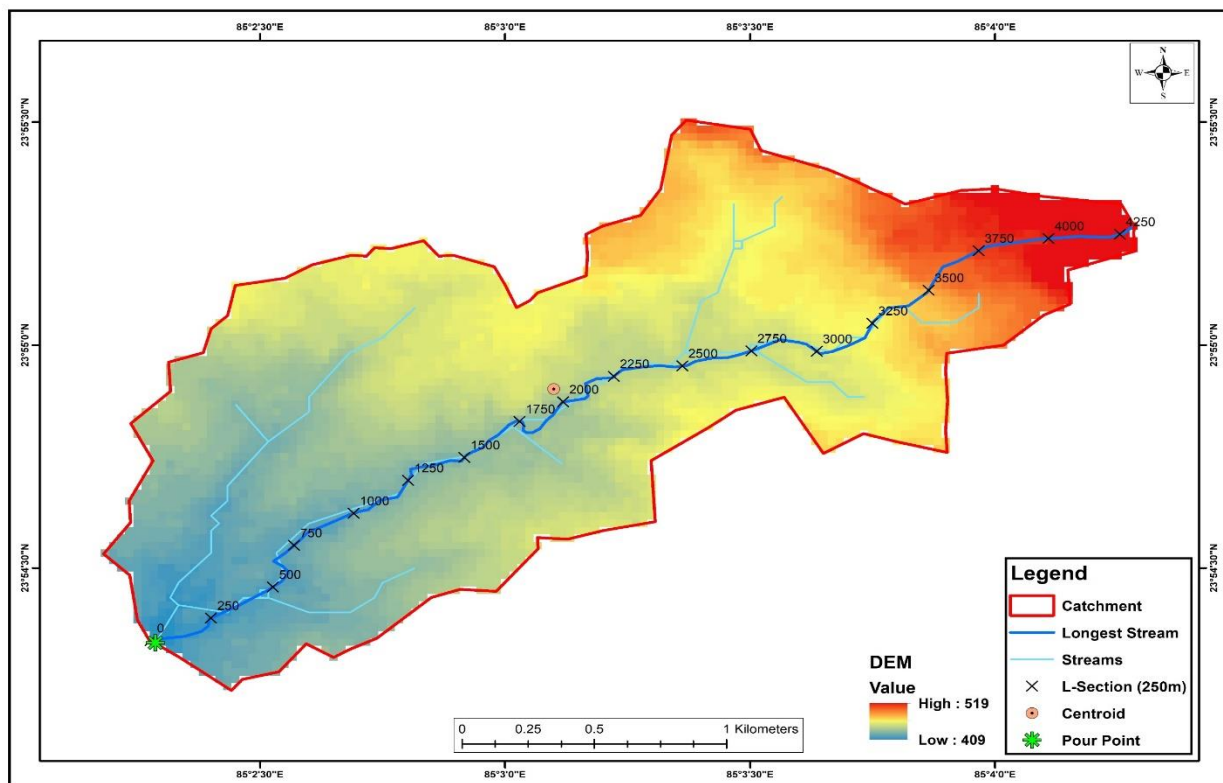 85°2'30"E 85°3'0"E 85°3'30"E 85°4'0"E
N
W E
S
23°55'30"N 23°55'30"N
4250
4000
3750
3500
3250
3000
2750
2500
2250
23°55'0"N 23°55'0"N
2000
1750
1500
1250
1000
750
23°54'30"N 23°54'30"N
500
250
0
Legend
Catchment
Longest Stream
Streams
L-Section (250m)
Centroid
Pour Point
DEM
Value
High : 519
Low : 409
0 0.25 0.5 1 Kilometers
85°2'30"E 85°3'0"E 85°3'30"E 85°4'0"E